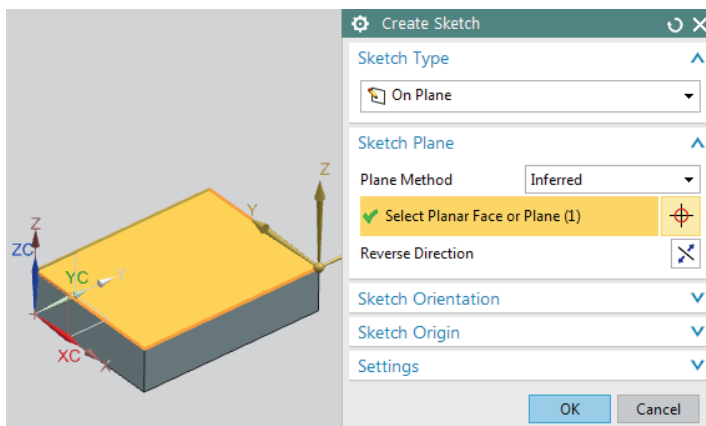 Create Sketch
Sketch Type
On Plane
Sketch Plane
Plane Method Inferred
Select Planar Face or Plane (1)
Reverse Direction
Sketch Orientation
Sketch Origin
Settings
OK Cancel
Z
Y
Z
ZC
YC
Y
XC
X